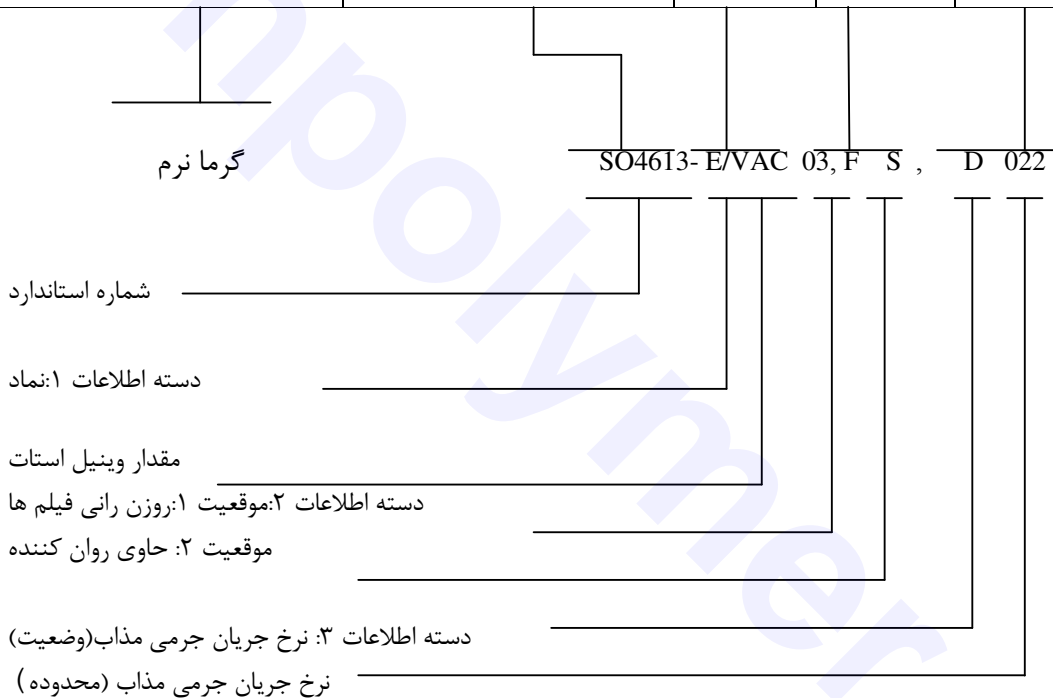 گرما نرم
SO4613- E/VAC 03, F S , D 022
شماره استاندارد
دسته اطلاعات ۱:نماد
مقدار وینیل استات
دسته اطلاعات ۲:موقعیت ۱:روزن رانی فیلم ها
موقعیت ۲: حاوی روان کننده
دسته اطلاعات ۳: نرخ جریان جرمی مذاب(وضعیت)
نرخ جریان جرمی مذاب (محدوده )
npolymer